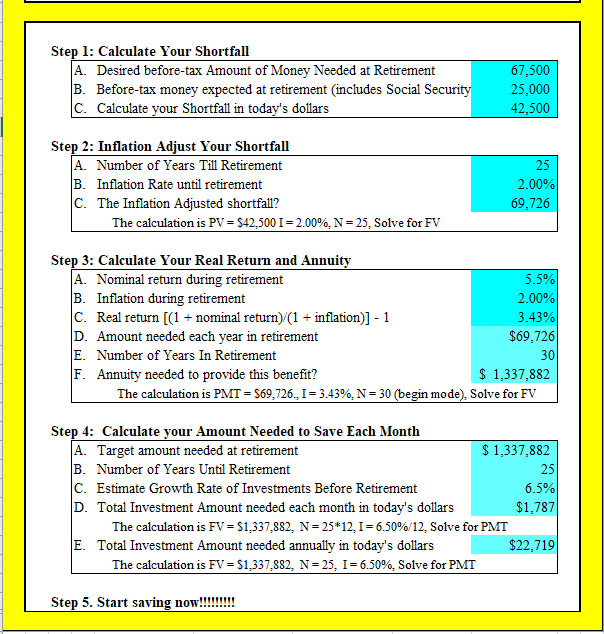 Step 1: Calculate Your Shortfall
A. Desired before-tax Amount of Money Needed at Retirement 67,500
B. Before-tax money expected at retirement (includes Social Security 25,000
C. Calculate your Shortfall in today's dollars 42,500
Step 2: Inflation Adjust Your Shortfall
A. Number of Years Till Retirement 25
B. Inflation Rate until retirement 2.00%
C. The Inflation Adjusted shortfall? 69,726
The calculation is PV = $42,500 I = 2.00%, N = 25, Solve for FV
Step 3: Calculate Your Real Return and Annuity
A. Nominal return during retirement 5.5%
B. Inflation during retirement 2.00%
C. Real return [(1 + nominal return)/(1 + inflation)] - 1 3.43%
D. Amount needed each year in retirement $69,726
E. Number of Years In Retirement 30
F. Annuity needed to provide this benefit? $ 1,337,882
The calculation is PMT = $69,726., I = 3.43%, N = 30 (begin mode), Solve for FV
Step 4: Calculate your Amount Needed to Save Each Month
A. Target amount needed at retirement $ 1,337,882
B. Number of Years Until Retirement 25
C. Estimate Growth Rate of Investments Before Retirement 6.5%
D. Total Investment Amount needed each month in today's dollars $1,787
The calculation is FV = $1,337,882, N = 25*12, I = 6.50%/12, Solve for PMT
E. Total Investment Amount needed annually in today's dollars $22,719
The calculation is FV = $1,337,882, N = 25, I = 6.50%, Solve for PMT
Step 5. Start saving now!!!!!!!!!